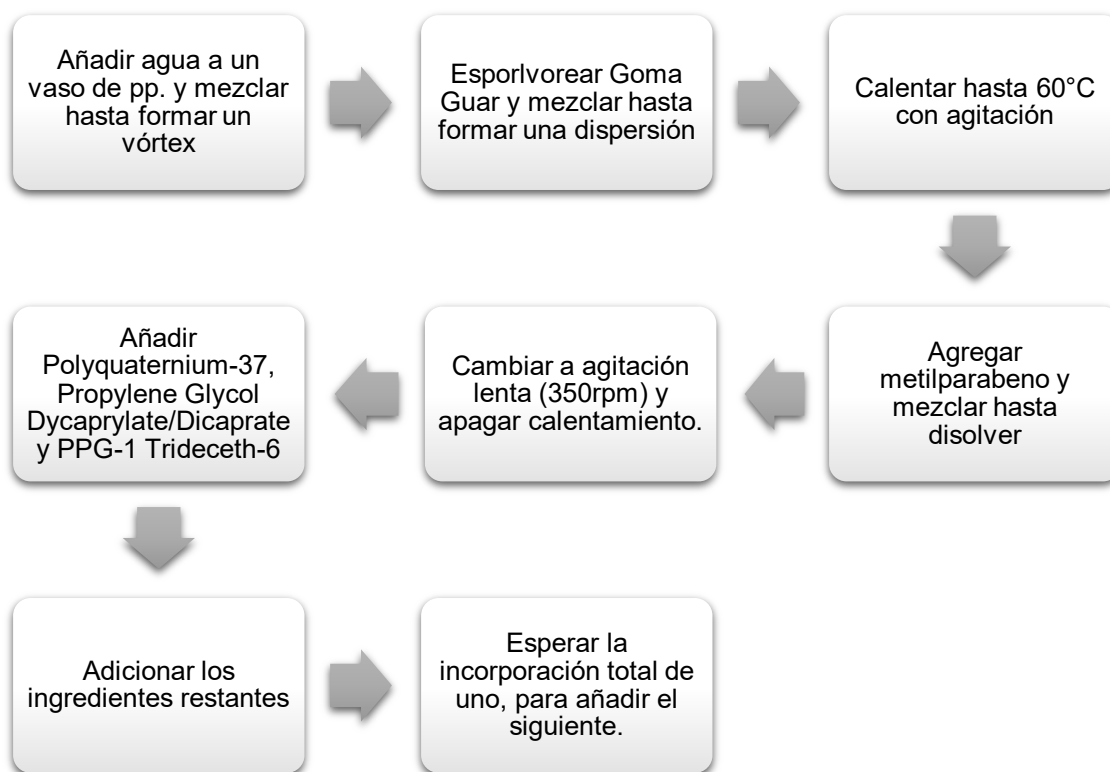 Añadir agua a un
vaso de pp. y mezclar
hasta formar un
vórtex
Esporlvorear Goma
Guar y mezclar hasta
formar una dispersión
Calentar hasta 60°C
con agitación
Agregar
metilparabeno y
mezclar hasta
disolver
Cambiar a agitación
lenta (350rpm) y
apagar calentamiento.
Añadir
Polyquaternium-37,
Propylene Glycol
Dycaprylate/Dicaprate
y PPG-1 Trideceth-6
Adicionar los
ingredientes restantes
Esperar la
incorporación total de
uno, para añadir el
siguiente.